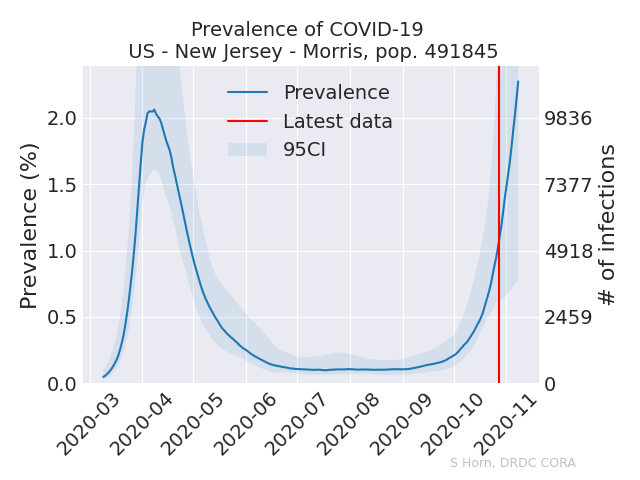 Prevalence of COVID-19
US - New Jersey - Morris, pop. 491845
Prevalence
Latest data
95CI
Prevalence (%)
2.0
1.5
1.0
0.5
0.0
9836
7377
4918
2459
0
# of infections
2020-03
2020-04
2020-05
2020-06
2020-07
2020-08
2020-09
2020-10
2020-11
S Horn, DRDC CORA